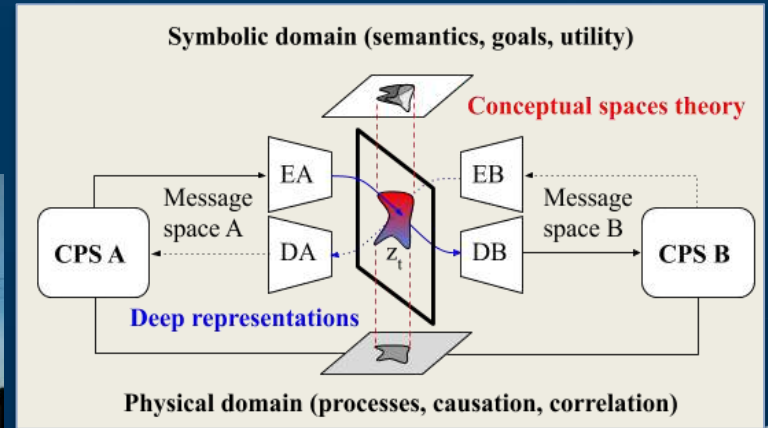 Symbolic domain (semantics, goals, utility)
Conceptual spaces theory
EA
EB
Message
space A
Message
space B
CPS A
DA
z_t
DB
CPS B
Deep representations
Physical domain (processes, causation, correlation)